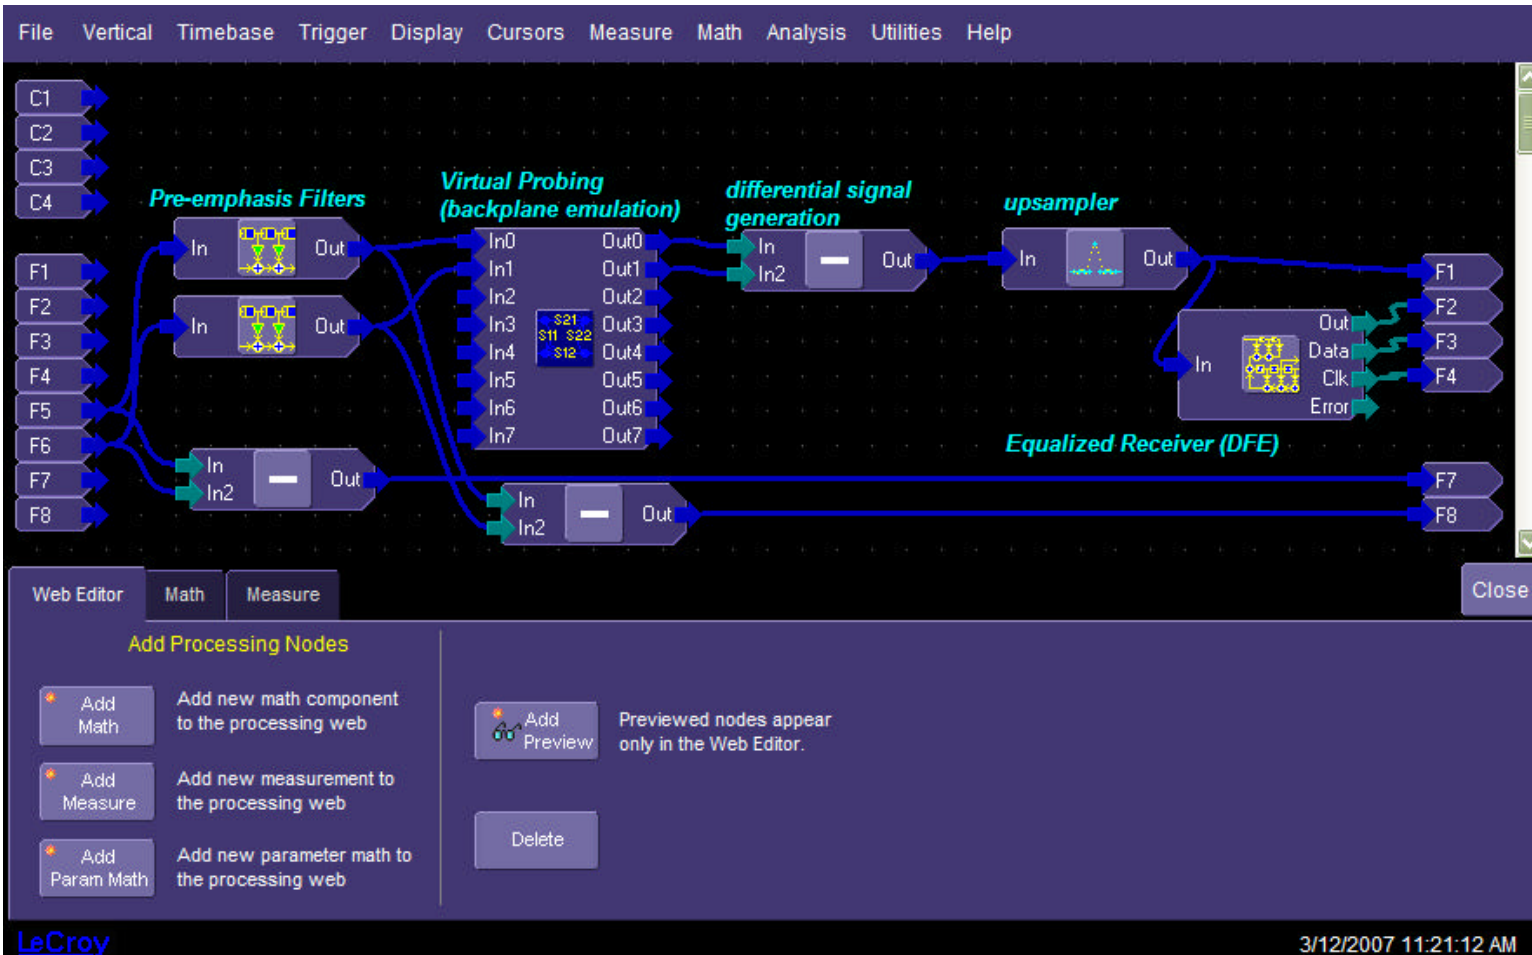 File Vertical Timebase Trigger Display Cursors Measure Math Analysis Utilities Help
C1
C2
C3
C4
F1
F2
F3
F4
F5
F6
F7
F8
Pre-emphasis Filters
In Out
In Out
In Out
In2
Virtual Probing
(backplane emulation)
In0 Out0
In1 Out1
In2 Out2
In3 Out3
In4 Out4
In5 Out5
In6 Out6
In7 Out7
S21
S11 S22
S12
In Out
In2
differential signal
generation
In Out
In2
upsampler
In Out
In Out
Data
Clk
Error
Equalized Receiver (DFE)
F1
F2
F3
F4
F7
F8
Web Editor Math Measure Close
Add Processing Nodes
Add
Math
Add new math component
to the processing web
Add
Measure
Add new measurement to
the processing web
Add
Param Math
Add new parameter math to
the processing web
Add
Preview
Previewed nodes appear
only in the Web Editor.
Delete
LeCroy 3/12/2007 11:21:12 AM